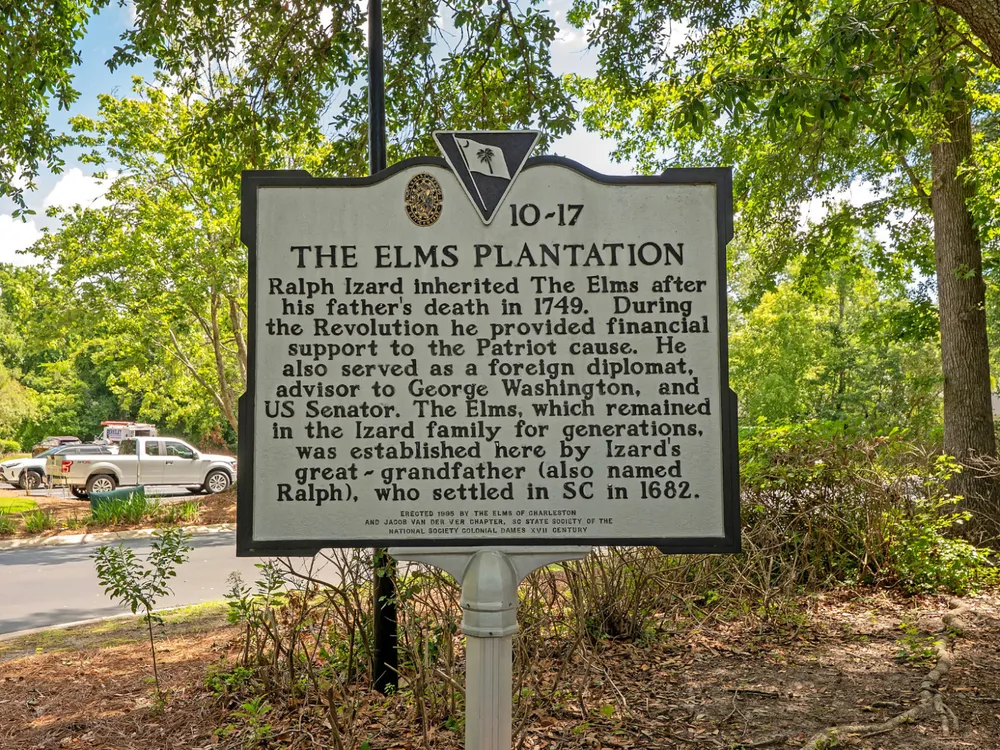 10-17
THE ELMS PLANTATION
Ralph Izard inherited The Elms after
his father's death in 1749. During
the Revolution he provided financial
support to the Patriot cause. He
also served as a foreign diplomat,
advisor to George Washington, and
US Senator. The Elms, which remained
in the Izard family for generations,
was established here by Izard's
great-grandfather (also named
Ralph), who settled in SC in 1682.
ERECTED 1995 BY THE ELMS OF CHARLESTON
AND JACOB VAN DER VER CHAPTER, SO STATE SOCIETY OF THE
NATIONAL SOCIETY COLONIAL DAMES XVII CENTURY